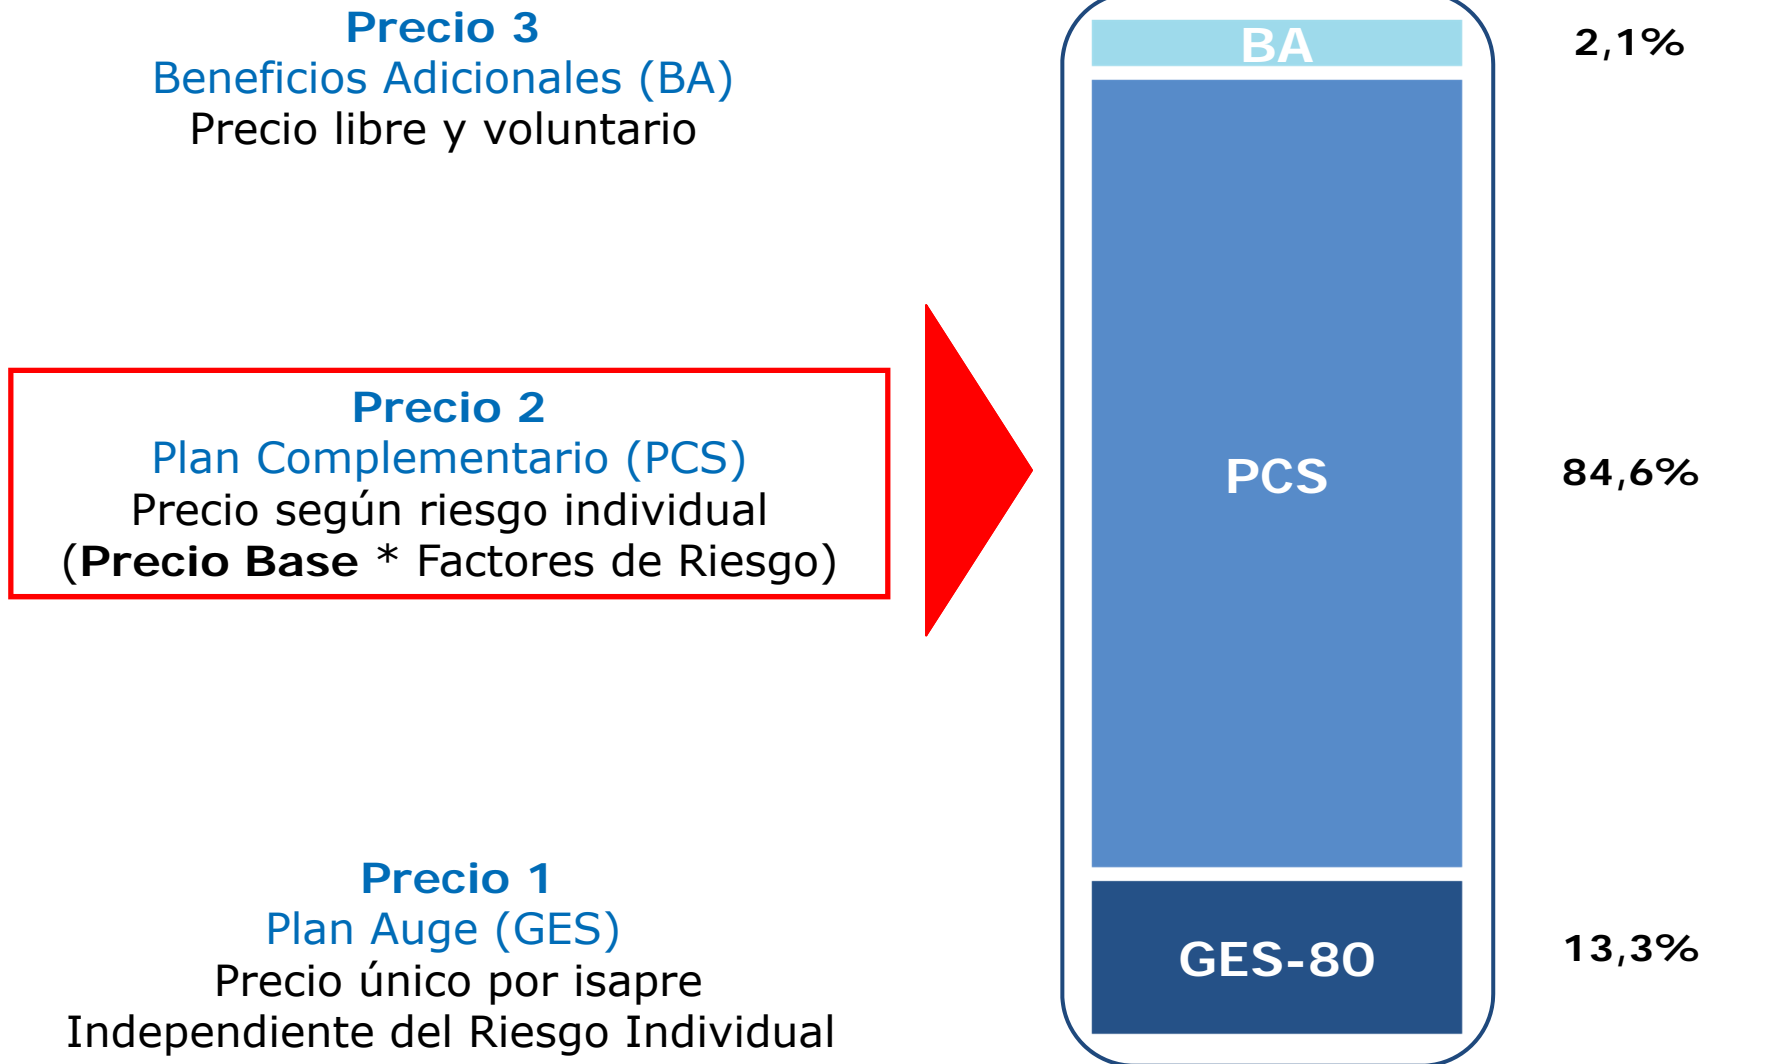 Precio 3
Beneficios Adicionales (BA)
Precio libre y voluntario
BA
2,1%
Precio 2
Plan Complementario (PCS)
Precio según riesgo individual
(Precio Base * Factores de Riesgo)
PCS
84,6%
Precio 1
Plan Auge (GES)
Precio único por isapre
Independiente del Riesgo Individual
GES-80
13,3%